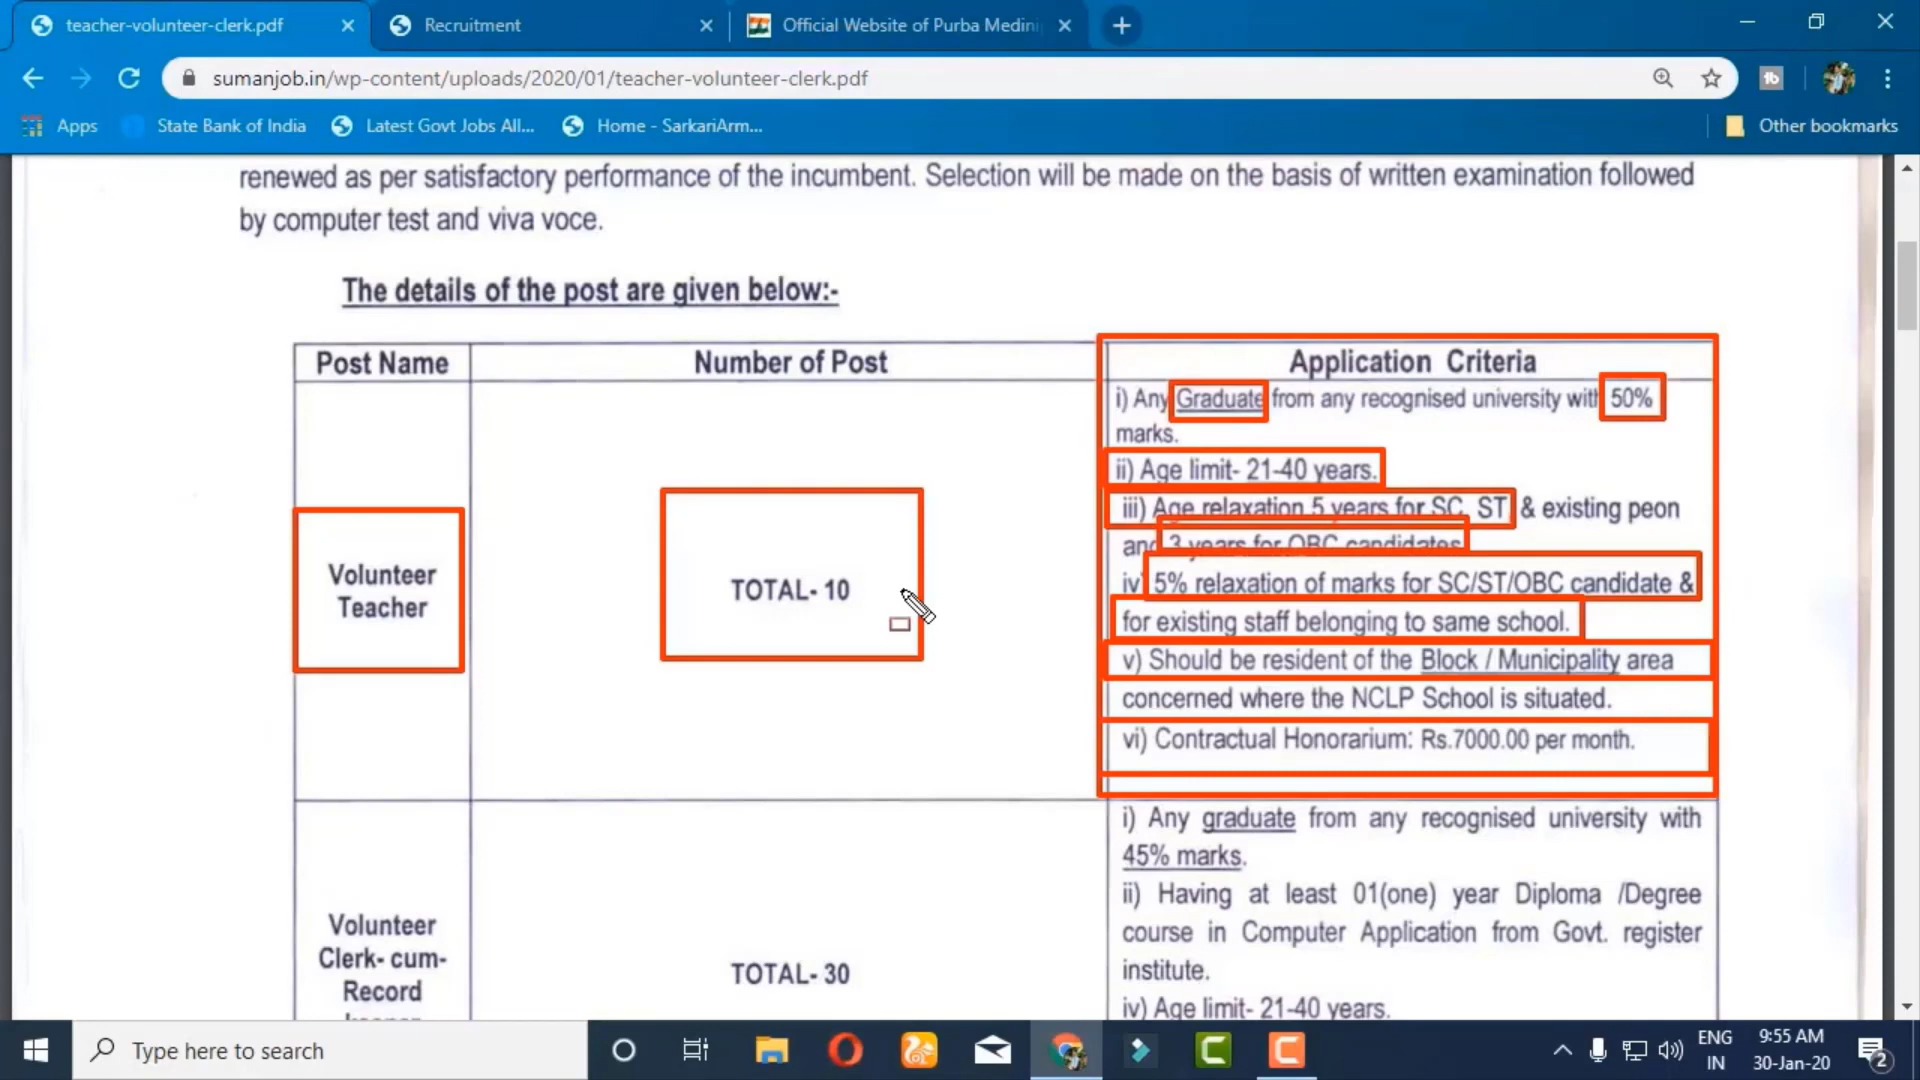 teacher-volunteer-clerk.pdf
Recruitment
Official Website of Purba Medini
sumanjob.in/wp-content/uploads/2020/01/teacher-volunteer-clerk.pdf
Apps
State Bank of India
Latest Govt Jobs All...
Home - SarkariArm...
Other bookmarks
renewed as per satisfactory performance of the incumbent. Selection will be made on the basis of written examination followed
by computer test and viva voce.
The details of the post are given below:-
Post Name
Number of Post
Application Criteria
Volunteer
Teacher
TOTAL- 10
i) Any Graduate from any recognised university with 50%
marks.
ii) Age limit- 21-40 years.
iii) Age relaxation 5 years for SC, ST, & existing peon
and 3 years for OBC candidates
iv) 5% relaxation of marks for SC/ST/OBC candidate &
for existing staff belonging to same school.
v) Should be resident of the Block / Municipality area
concerned where the NCLP School is situated.
vi) Contractual Honorarium: Rs.7000.00 per month.
Volunteer
Clerk- cum-
Record
TOTAL- 30
i) Any graduate from any recognised university with
45% marks.
ii) Having at least 01(one) year Diploma /Degree
course in Computer Application from Govt. register
institute.
iv) Age limit- 21-40 years.
Type here to search
ENG
IN
9:55 AM
30-Jan-20
2